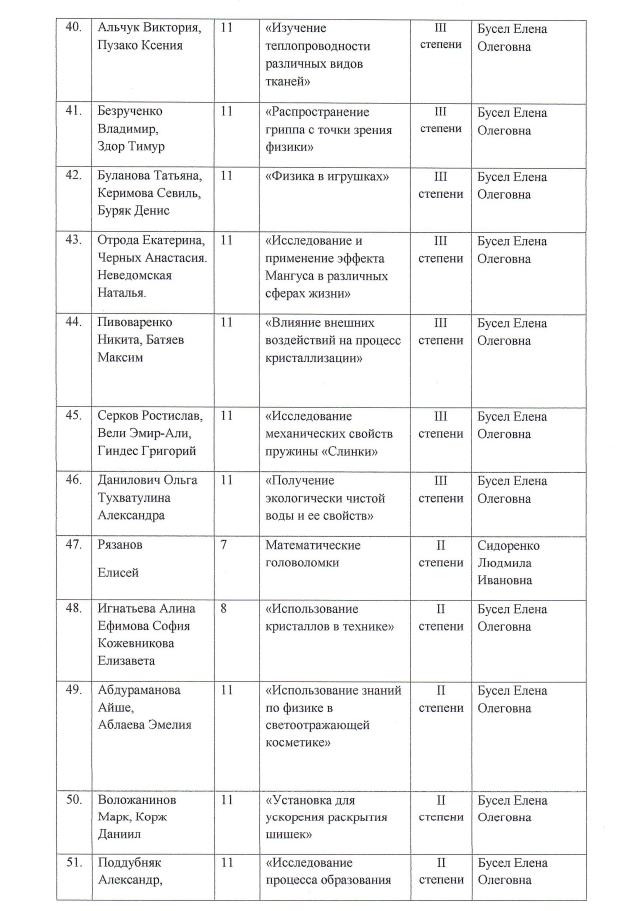 40. Альчук Виктория, 11 «Изучение III Бусел Елена
Пузако Ксения теплопроводности степени Олеговна
различных видов
тканей»
41. Безрученко 11 «Распространение III Бусел Елена
Владимир, гриппа с точки зрения степени Олеговна
Здор Тимур физики»
42. Буланова Татьяна, 11 «Физика в игрушках» III Бусел Елена
Керимова Севиль, степени Олеговна
Буряк Денис
43. Отрода Екатерина, 11 «Исследование и III Бусел Елена
Черных Анастасия. применение эффекта степени Олеговна
Неведомская Мангуса в различных
Наталья. сферах жизни»
44. Пивоваренко 11 «Влияние внешних III Бусел Елена
Никита, Батяев воздействий на процесс степени Олеговна
Максим кристаллизации»
45. Серков Ростислав, 11 «Исследование III Бусел Елена
Вели Эмир-Али, механических свойств степени Олеговна
Гиндес Григорий пружины «Слинки»
46. Данилович Ольга 11 «Получение III Бусел Елена
Тухватулина экологически чистой степени Олеговна
Александра воды и ее свойств»
47. Рязанов 7 Математические II Сидоренко
Елисей головоломки степени Людмила
Ивановна
48. Игнатьева Алина 8 «Использование II Бусел Елена
Ефимова София кристаллов в технике» степени Олеговна
Кожевникова
Елизавета
49. Абдураманова 11 «Использование знаний II Бусел Елена
Айше, по физике в степени Олеговна
Аблаева Эмелия светоотражающей
косметике»
50. Воложанинов 11 «Установка для II Бусел Елена
Марк, Корж ускорения раскрытия степени Олеговна
Даниил шишек»
51. Поддубняк 11 «Исследование II Бусел Елена
Александр, процесса образования степени Олеговна